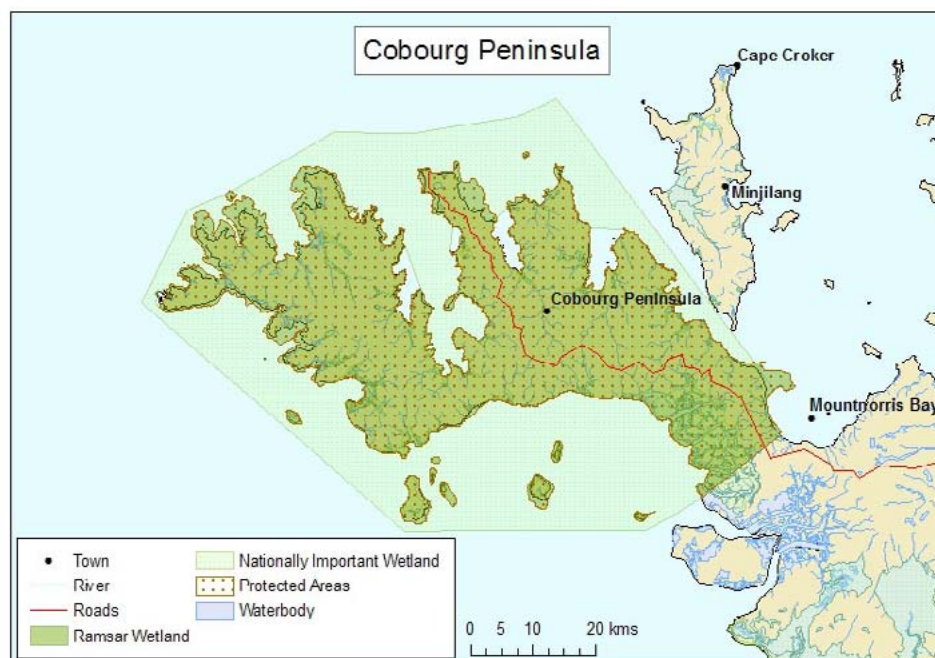 Cobourg Peninsula
Cape Croker
Minjilang
Cobourg Peninsula
Mountnorris Bay
Town
River
Roads
Ramsar Wetland
Nationally Important Wetland
Protected Areas
Waterbody
0 5 10 20 kms